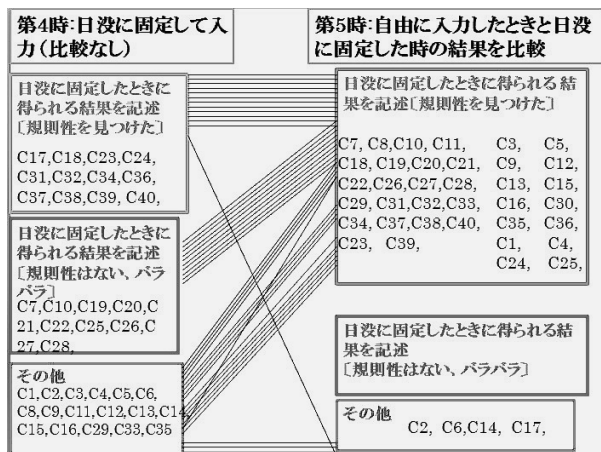 第4時:日没に固定して入
力(比較なし)
日没に固定したときに
得られる結果を記述
[規則性を見つけた]
C17,C18,C23,C24,
C31,C32,C34,C36,
C37,C38,C39, C40,
日没に固定したときに
得られる結果を記述
[規則性はない、バラ
バラ]
C7,C10,C19,C20,C
21,C22,C25,C26,C
27,C28,
その他
C1,C2,C3,C4,C5,C6,
C8,C9,C11,C12,C13,C14,
C15,C16,C29,C33,C35
第5時:自由に入力したときと日没
に固定した時の結果を比較
日没に固定したときに得られる結
果を記述[規則性を見つけた]
C7, C8,C10, C11, C3, C5,
C18, C19,C20,C21, C9, C12,
C22,C26,C27,C28, C13, C15,
C29,C31,C32,C33, C16, C30,
C34,C37,C38,C40, C35, C36,
C23, C39, C1, C4,
C24, C25,
日没に固定したときに得られる結
果を記述
[規則性はない、バラバラ]
その他
C2, C6,C14, C17,